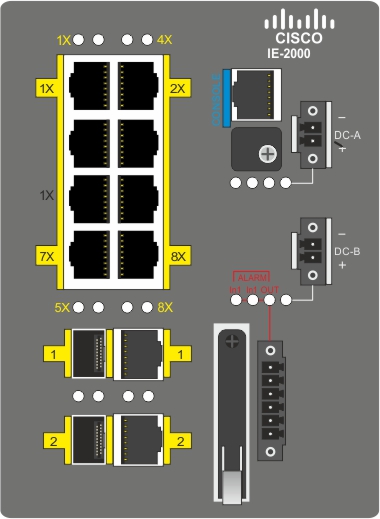 1X 4X
CISCO
IE-2000
1X 2X
CONSOLE
DC-A
- +
1X
7X 8X
DC-B
- +
ALARM
In1 In1 OUT
5X 8X
1 1
2 2